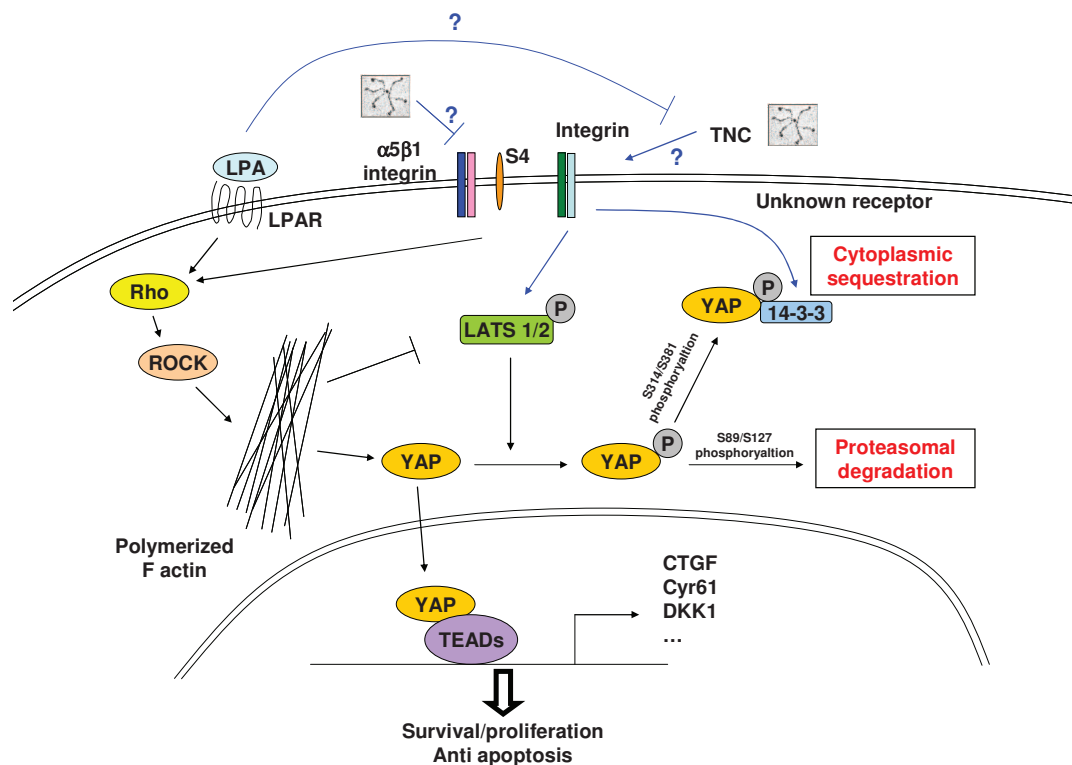 ?
?
TNC
Integrin
?
α5β1
integrin
S4
LPA
LPAR
Unknown receptor
Cytoplasmic
sequestration
Rho
P
P
YAP
14-3-3
LATS 1/2
ROCK
S314/S381
phosphoryaltion
YAP
YAP
P
S89/S127
phosphoryaltion
Proteasomal
degradation
Polymerized
F actin
CTGF
Cyr61
DKK1
...
YAP
TEADs
Survival/proliferation
Anti apoptosis